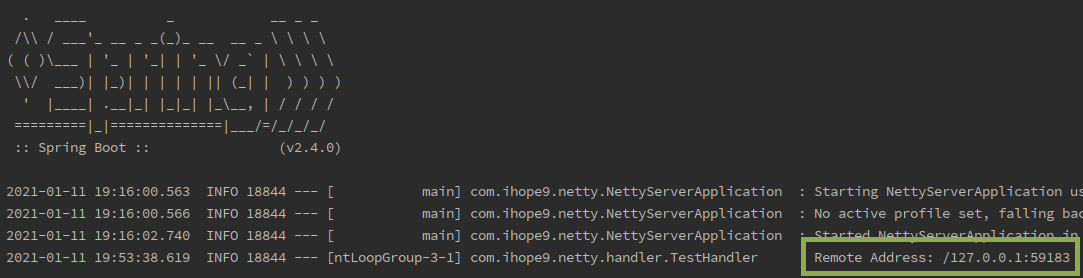 .   ____          _            __ _ _
 /\\ / ___'_ __ _ _(_)_ __  __ _ \ \ \ \
( ( )\___ | '_ | '_| | '_ \/ _` | \ \ \ \
 \\/  ___)| |_)| | | | | || (_| |  ) ) ) )
  '  |____| .__|_| |_|_| |_\__, | / / / /
 =========|_|==============|___/=/_/_/_/
 :: Spring Boot ::                (v2.4.0)
2021-01-11 19:16:00.563  INFO 18844 --- [           main] com.ihope9.netty.NettyServerApplication  : Starting NettyServerApplication us
2021-01-11 19:16:00.566  INFO 18844 --- [           main] com.ihope9.netty.NettyServerApplication  : No active profile set, falling bac
2021-01-11 19:16:02.740  INFO 18844 --- [           main] com.ihope9.netty.NettyServerApplication  : Started NettyServerApplication in
2021-01-11 19:53:38.619  INFO 18844 --- [ntLoopGroup-3-1] com.ihope9.netty.handler.TestHandler       Remote Address: /127.0.0.1:59183